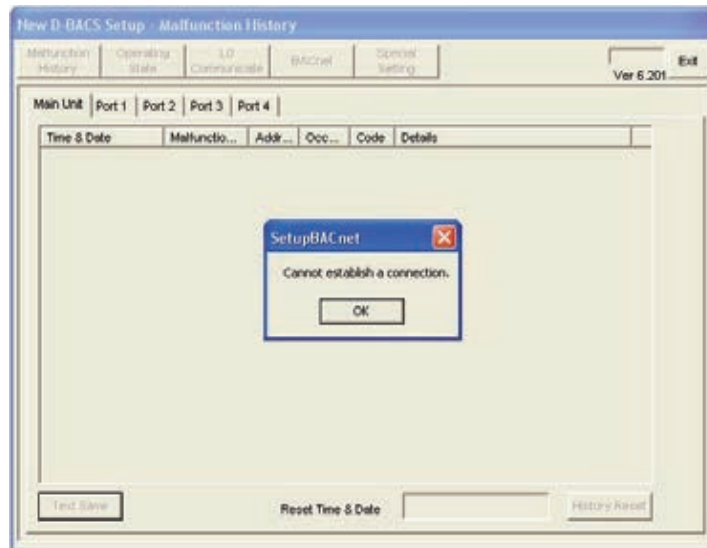 New D-BACS Setup - Malfunction History
Malfunction History
Operating State
LO Communicate
BACnet
Special Setting
Ver 6.201
Exit
Main Unit
Port 1
Port 2
Port 3
Port 4
Time & Date
Malfunctio...
Addr...
Occ...
Code
Details
SetupBACnet
Cannot establish a connection.
OK
Text Save
Reset Time & Date
History Reset